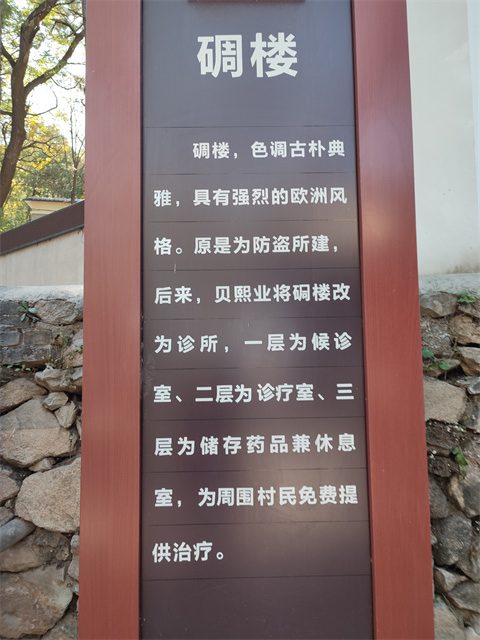 碉楼
碉楼，色调古朴典
雅，具有强烈的欧洲风
格。原是为防盗所建，
后来，贝熙业将碉楼改
为诊所，一层为候诊
室、二层为诊疗室、三
层为储存药品兼休息
室，为周围村民免费提
供治疗。